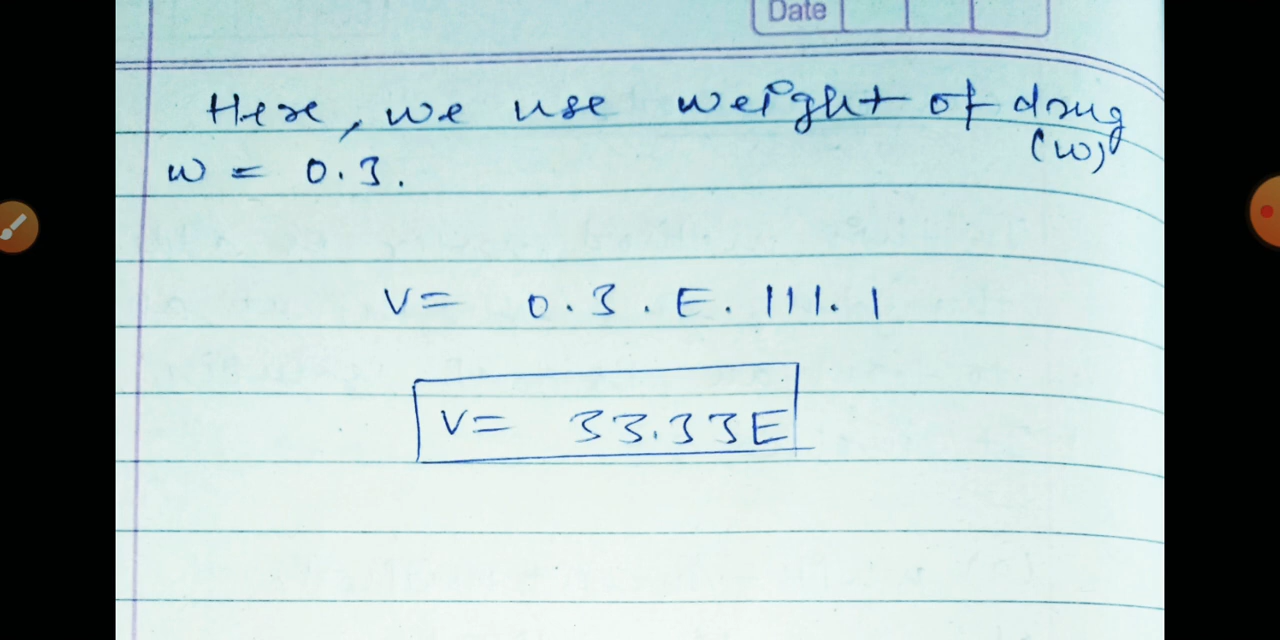 Date
Here, we use weight of drug
(w)
w = 0.3.
V = 0.3 . E . 111.1
V = 33.33E